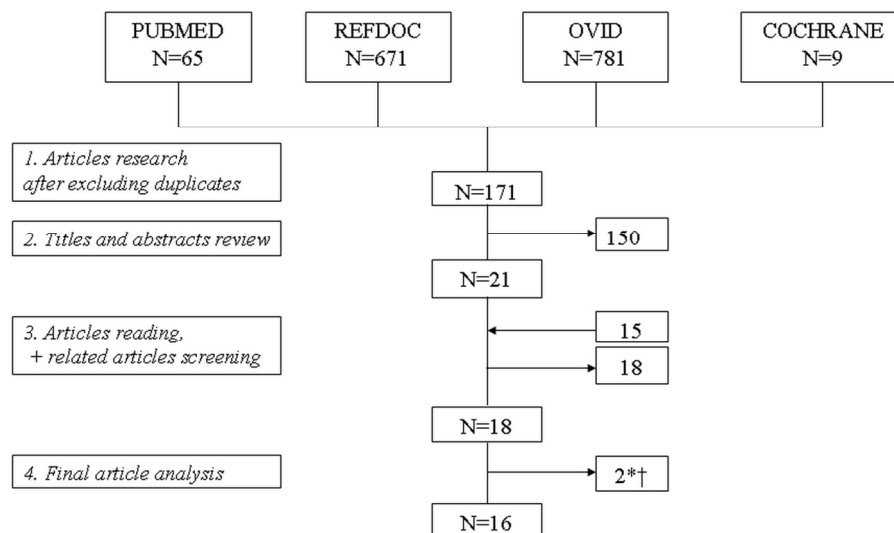 PUBMED
N=65
REFDOC
N=671
OVID
N=781
COCHRANE
N=9
1. Articles research
after excluding duplicates
N=171
2. Titles and abstracts review
150
N=21
3. Articles reading,
+ related articles screening
15
18
N=18
4. Final article analysis
2*†
N=16